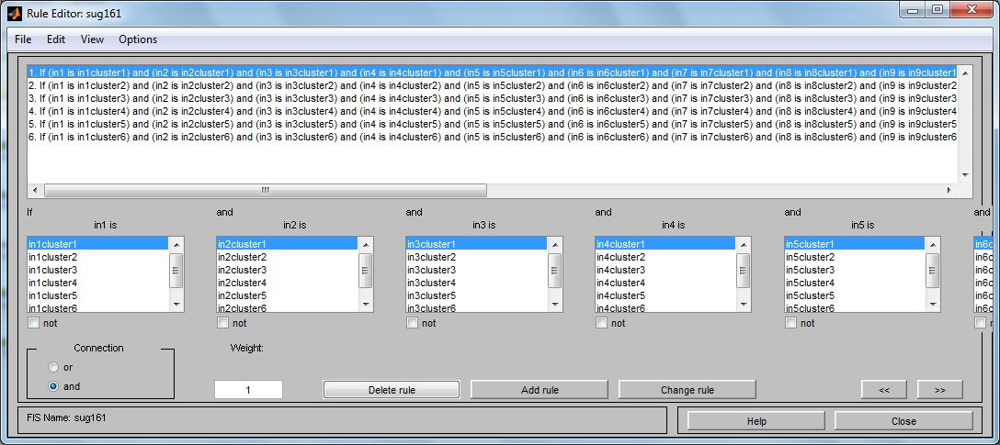 Rule Editor: sug161
File Edit View Options
1. If (in1 is in1cluster1) and (in2 is in2cluster1) and (in3 is in3cluster1) and (in4 is in4cluster1) and (in5 is in5cluster1) and (in6 is in6cluster1) and (in7 is in7cluster1) and (in8 is in8cluster1) and (in9 is in9cluster1
2. If (in1 is in1cluster2) and (in2 is in2cluster2) and (in3 is in3cluster2) and (in4 is in4cluster2) and (in5 is in5cluster2) and (in6 is in6cluster2) and (in7 is in7cluster2) and (in8 is in8cluster2) and (in9 is in9cluster2
3. If (in1 is in1cluster3) and (in2 is in2cluster3) and (in3 is in3cluster3) and (in4 is in4cluster3) and (in5 is in5cluster3) and (in6 is in6cluster3) and (in7 is in7cluster3) and (in8 is in8cluster3) and (in9 is in9cluster3
4. If (in1 is in1cluster4) and (in2 is in2cluster4) and (in3 is in3cluster4) and (in4 is in4cluster4) and (in5 is in5cluster4) and (in6 is in6cluster4) and (in7 is in7cluster4) and (in8 is in8cluster4) and (in9 is in9cluster4
5. If (in1 is in1cluster5) and (in2 is in2cluster5) and (in3 is in3cluster5) and (in4 is in4cluster5) and (in5 is in5cluster5) and (in6 is in6cluster5) and (in7 is in7cluster5) and (in8 is in8cluster5) and (in9 is in9cluster5
6. If (in1 is in1cluster6) and (in2 is in2cluster6) and (in3 is in3cluster6) and (in4 is in4cluster6) and (in5 is in5cluster6) and (in6 is in6cluster6) and (in7 is in7cluster6) and (in8 is in8cluster6) and (in9 is in9cluster6
If and and and and and
in1 is in2 is in3 is in4 is in5 is
in1cluster1 in2cluster1 in3cluster1 in4cluster1 in5cluster1 in6c
in1cluster2 in2cluster2 in3cluster2 in4cluster2 in5cluster2 in6c
in1cluster3 in2cluster3 in3cluster3 in4cluster3 in5cluster3 in6c
in1cluster4 in2cluster4 in3cluster4 in4cluster4 in5cluster4 in6c
in1cluster5 in2cluster5 in3cluster5 in4cluster5 in5cluster5 in6c
in1cluster6 in2cluster6 in3cluster6 in4cluster6 in5cluster6 in6c
not not not not not
Connection Weight:
or
and 1 Delete rule Add rule Change rule << >>
FIS Name: sug161 Help Close